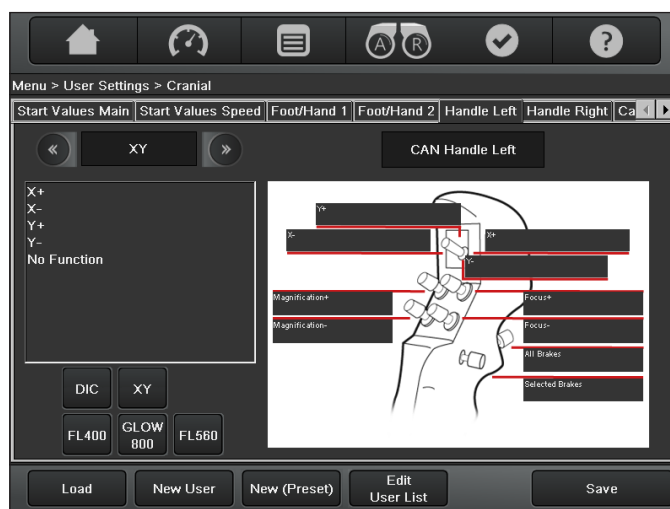 A R ?
Menu > User Settings > Cranial
Start Values Main Start Values Speed Foot/Hand 1 Foot/Hand 2 Handle Left Handle Right Ca
« XY » CAN Handle Left
X+
X-
Y+
Y-
No Function
Y+
X- X+
Y-
Magnification+ Focus+
Magnification- Focus-
All Brakes
Selected Brakes
DIC XY
FL400 GLOW 800 FL560
Load New User New (Preset) Edit User List Save